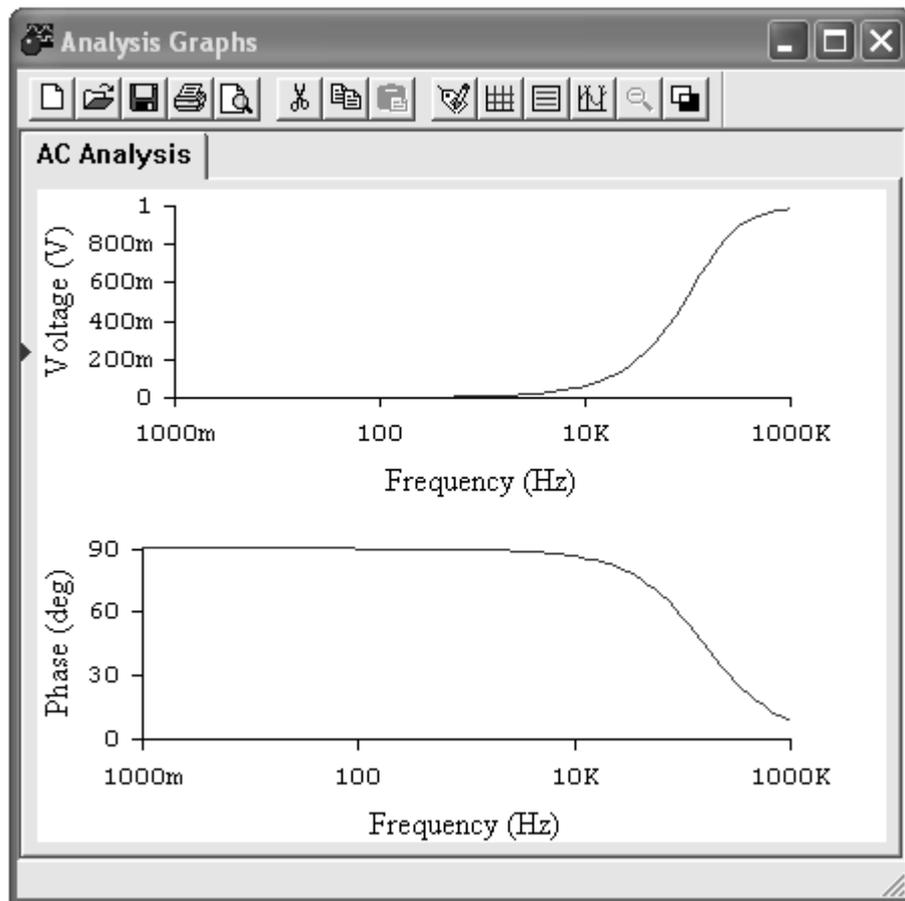 Analysis Graphs
AC Analysis
Voltage (V)
1
800m
600m
400m
200m
0
1000m 100 10K 1000K
Frequency (Hz)
Phase (deg)
90
60
30
0
1000m 100 10K 1000K
Frequency (Hz)